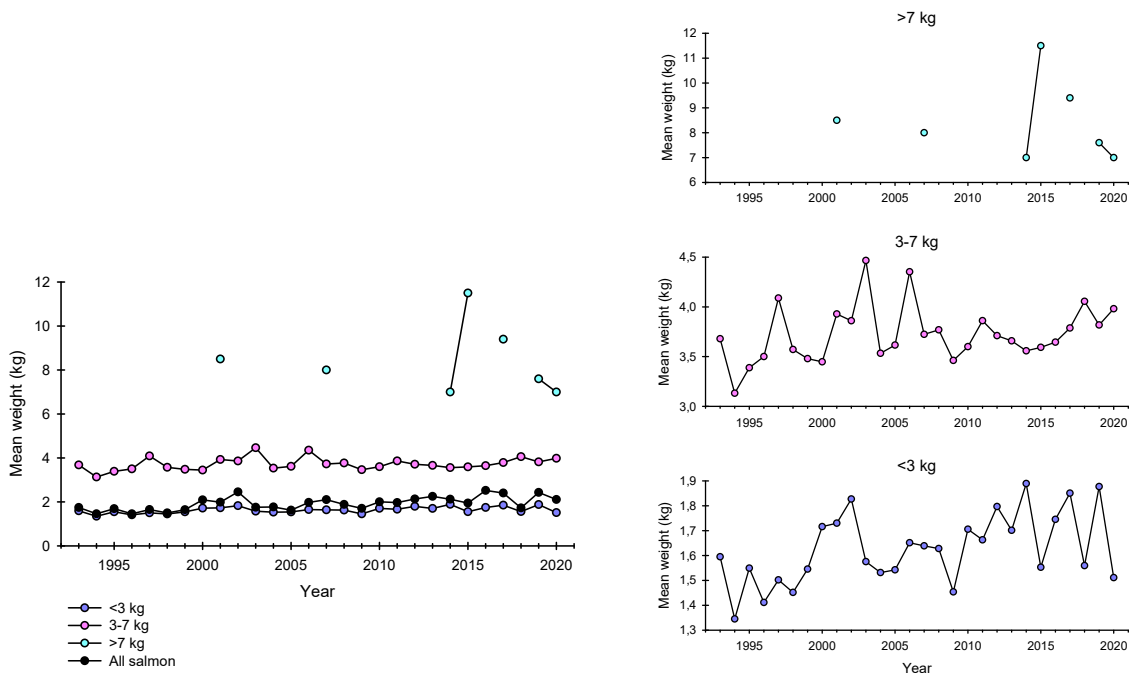 Mean weight (kg)
12
10
8
6
4
2
0
1995 2000 2005 2010 2015 2020
Year
<3 kg
3-7 kg
>7 kg
All salmon
>7 kg
Mean weight (kg)
12
11
10
9
8
7
6
1995 2000 2005 2010 2015 2020
3-7 kg
Mean weight (kg)
4,5
4,0
3,5
3,0
1995 2000 2005 2010 2015 2020
<3 kg
Mean weight (kg)
1,9
1,8
1,7
1,6
1,5
1,4
1,3
1995 2000 2005 2010 2015 2020
Year